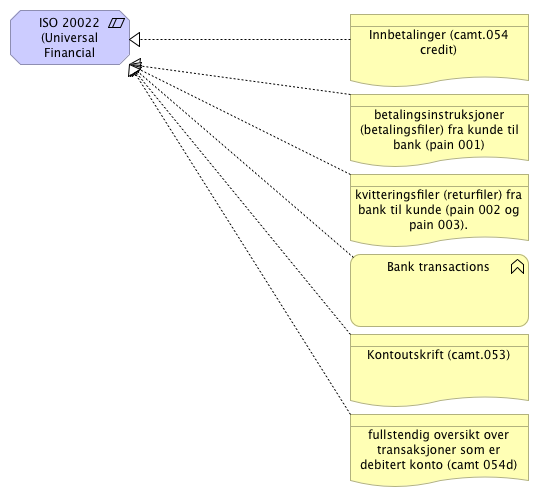 ISO 20022
(Universal
Financial
Innbetalinger (camt.054
credit)
betalingsinstruksjoner
(betalingsfiler) fra kunde til
bank (pain 001)
kvitteringsfiler (returfiler) fra
bank til kunde (pain 002 og
pain 003).
Bank transactions
Kontoutskrift (camt.053)
fullstendig oversikt over
transaksjoner som er
debitert konto (camt 054d)